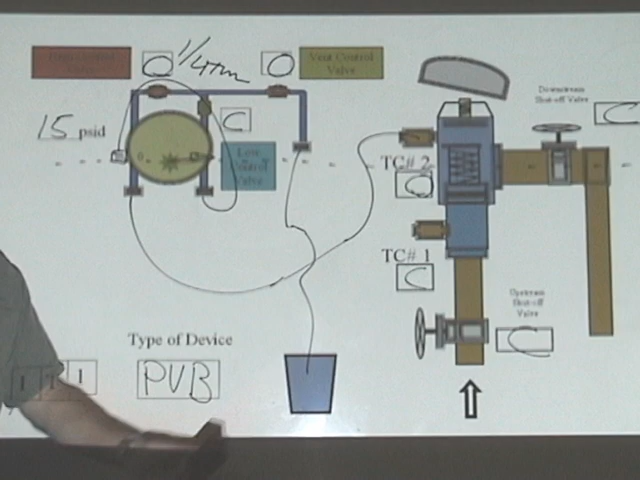 O
1/4 turn
O
Vent Control
Valve
15 psid
C
Low
Control
Valve
Downstream
Shut-off Valve
C
TC# 2
O
TC# 1
C
Upstream
Shut-off
Valve
C
Type of Device
PVB
1